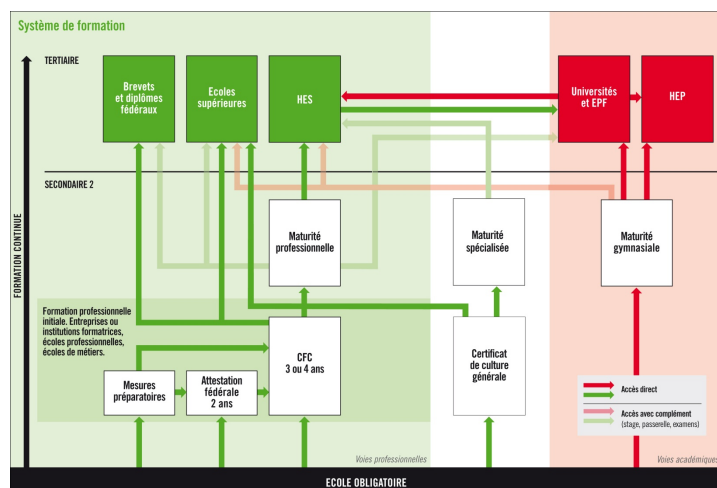 Système de formation
TERTIAIRE
Brevets
et diplômes
fédéraux
Ecoles
supérieures
HES
Universités
et EPF
HEP
SECONDAIRE 2
FORMATION CONTINUE
Maturité
professionnelle
Maturité
spécialisée
Maturité
gymnasiale
Formation professionnelle
initiale. Entreprises ou
institutions formatrices,
écoles professionnelles,
écoles de métiers.
CFC
3 ou 4 ans
Certificat
de culture
générale
Mesures
préparatoires
Attestation
fédérale
2 ans
Accès direct
Accès avec complément
(stage, passerelle, examens)
Voies professionnelles
Voies académiques
ECOLE OBLIGATOIRE